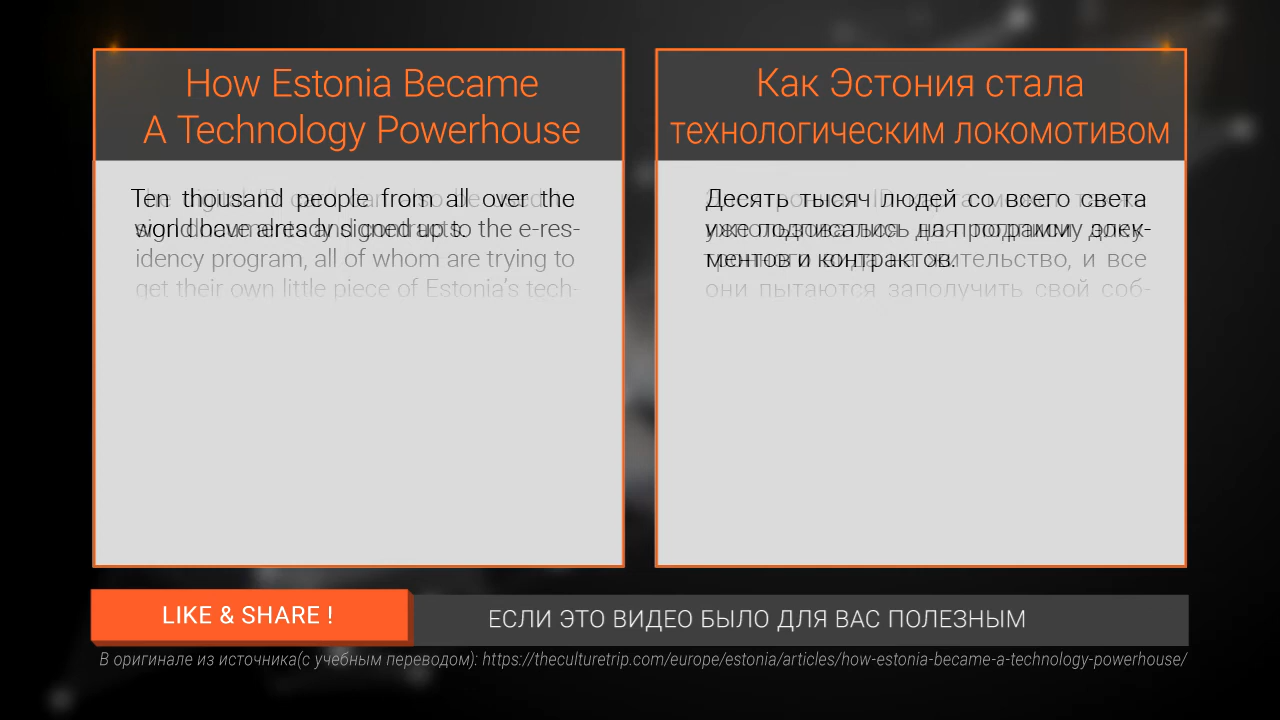 How Estonia Became
A Technology Powerhouse
Ten thousand people from all over the
world have already signed up to the e-res-
idency program, all of whom are trying to
get their own little piece of Estonia's tech-
Как Эстония стала
технологическим локомотивом
Десять тысяч людей со всего света
уже подписались на программу
жительство, и все
они пытаются заполучить свой соб-
LIKE & SHARE !
ЕСЛИ ЭТО ВИДЕО БЫЛО ДЛЯ ВАС ПОЛЕЗНЫМ
В оригинале из источника(с учебным переводом): https://theculturetrip.com/europe/estonia/articles/how-estonia-became-a-technology-powerhouse/